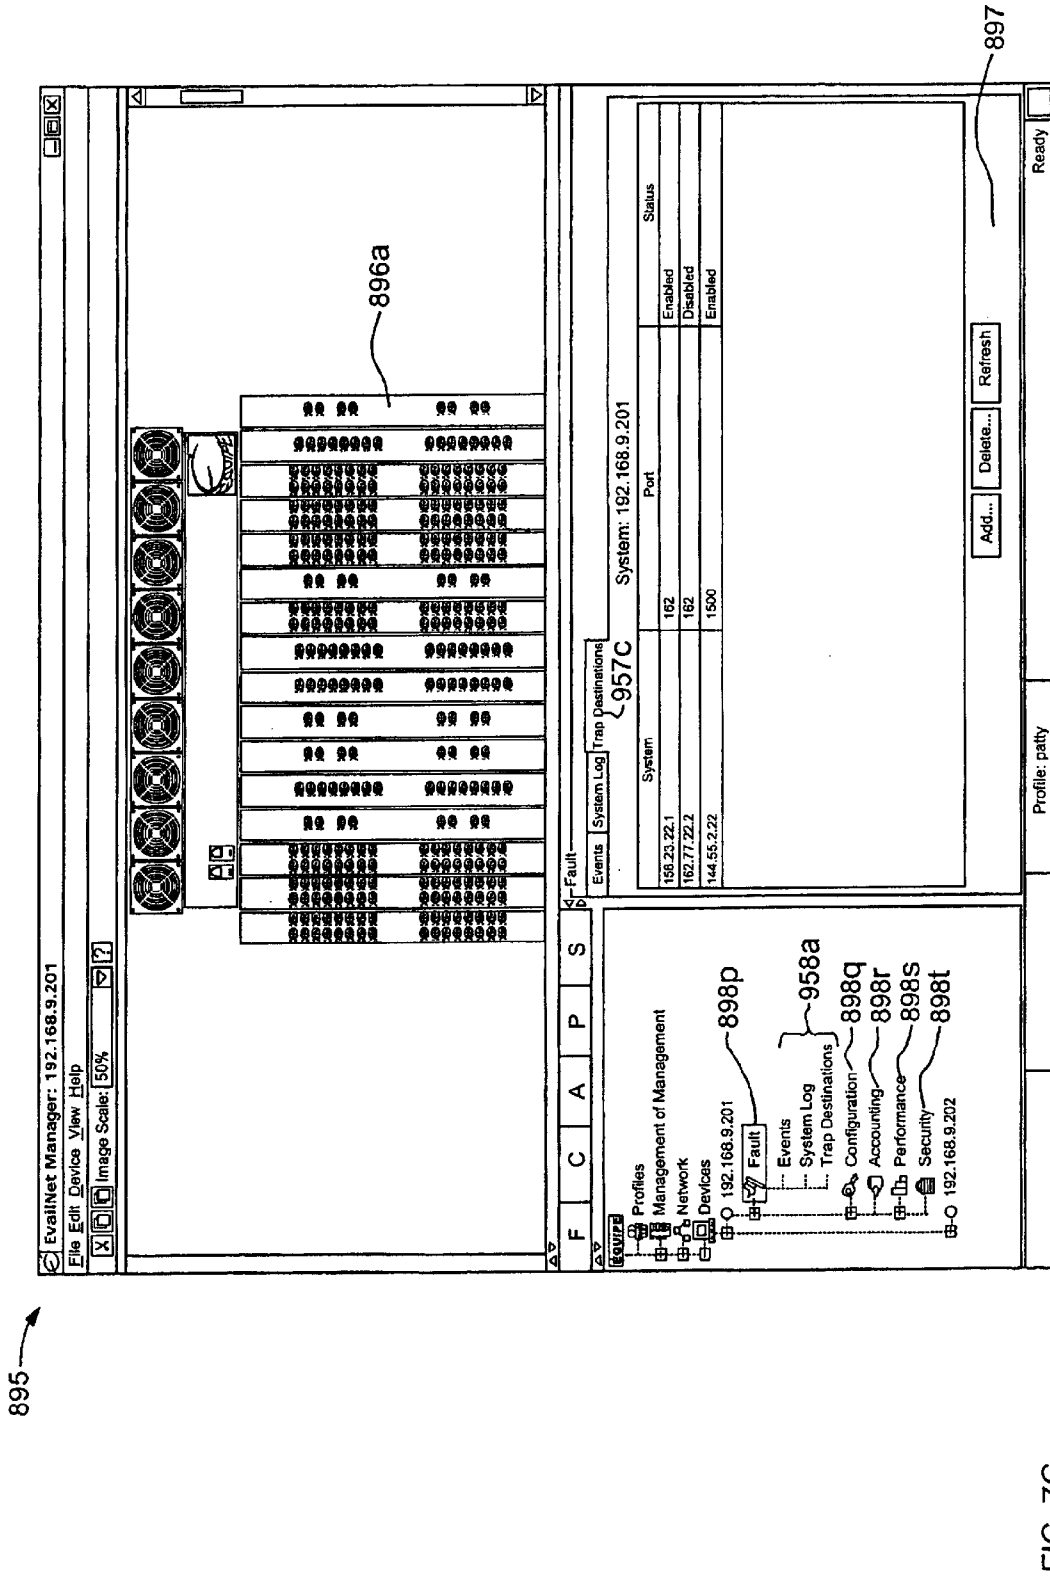 895
EvailNet Manager: 192.168.9.201
File Edit Device View Help
Image Scale: 50%
896a
F C A P S
EQUIPE
Profiles
Management of Management
Network
Devices
192.168.9.201
Fault
898p
Events
System Log
Trap Destinations
958a
Configuration
898q
Accounting
898r
Performance
898s
Security
898t
192.168.9.202
Fault
Events System Log Trap Destinations
957C
System: 192.168.9.201
System Port Status
156.23.22.1 162 Enabled
162.77.22.2 162 Disabled
144.55.2.22 1500 Enabled
Add... Delete... Refresh
897
Profile: patty
Ready